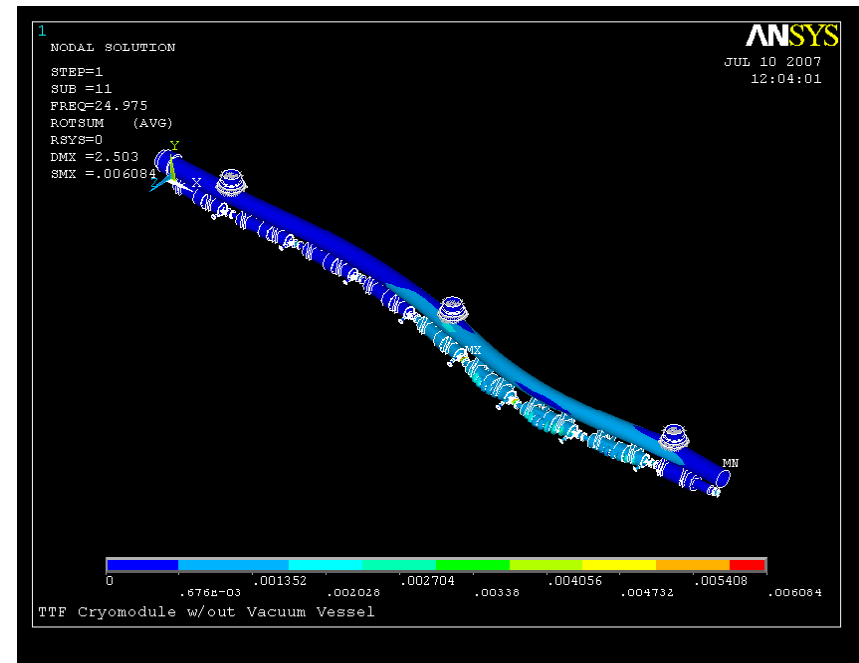 1
ANSYS
NODAL SOLUTION
JUL 10 2007
12:04:01
STEP=1
SUB =11
FREQ=24.975
ROTSUM (AVG)
RSYS=0
DMX =2.503
SMX =.006084
Y
Z
X
MX
MN
0
.676E-03
.001352
.002028
.002704
.00338
.004056
.004732
.005408
.006084
TTF Cryomodule w/out Vacuum Vessel